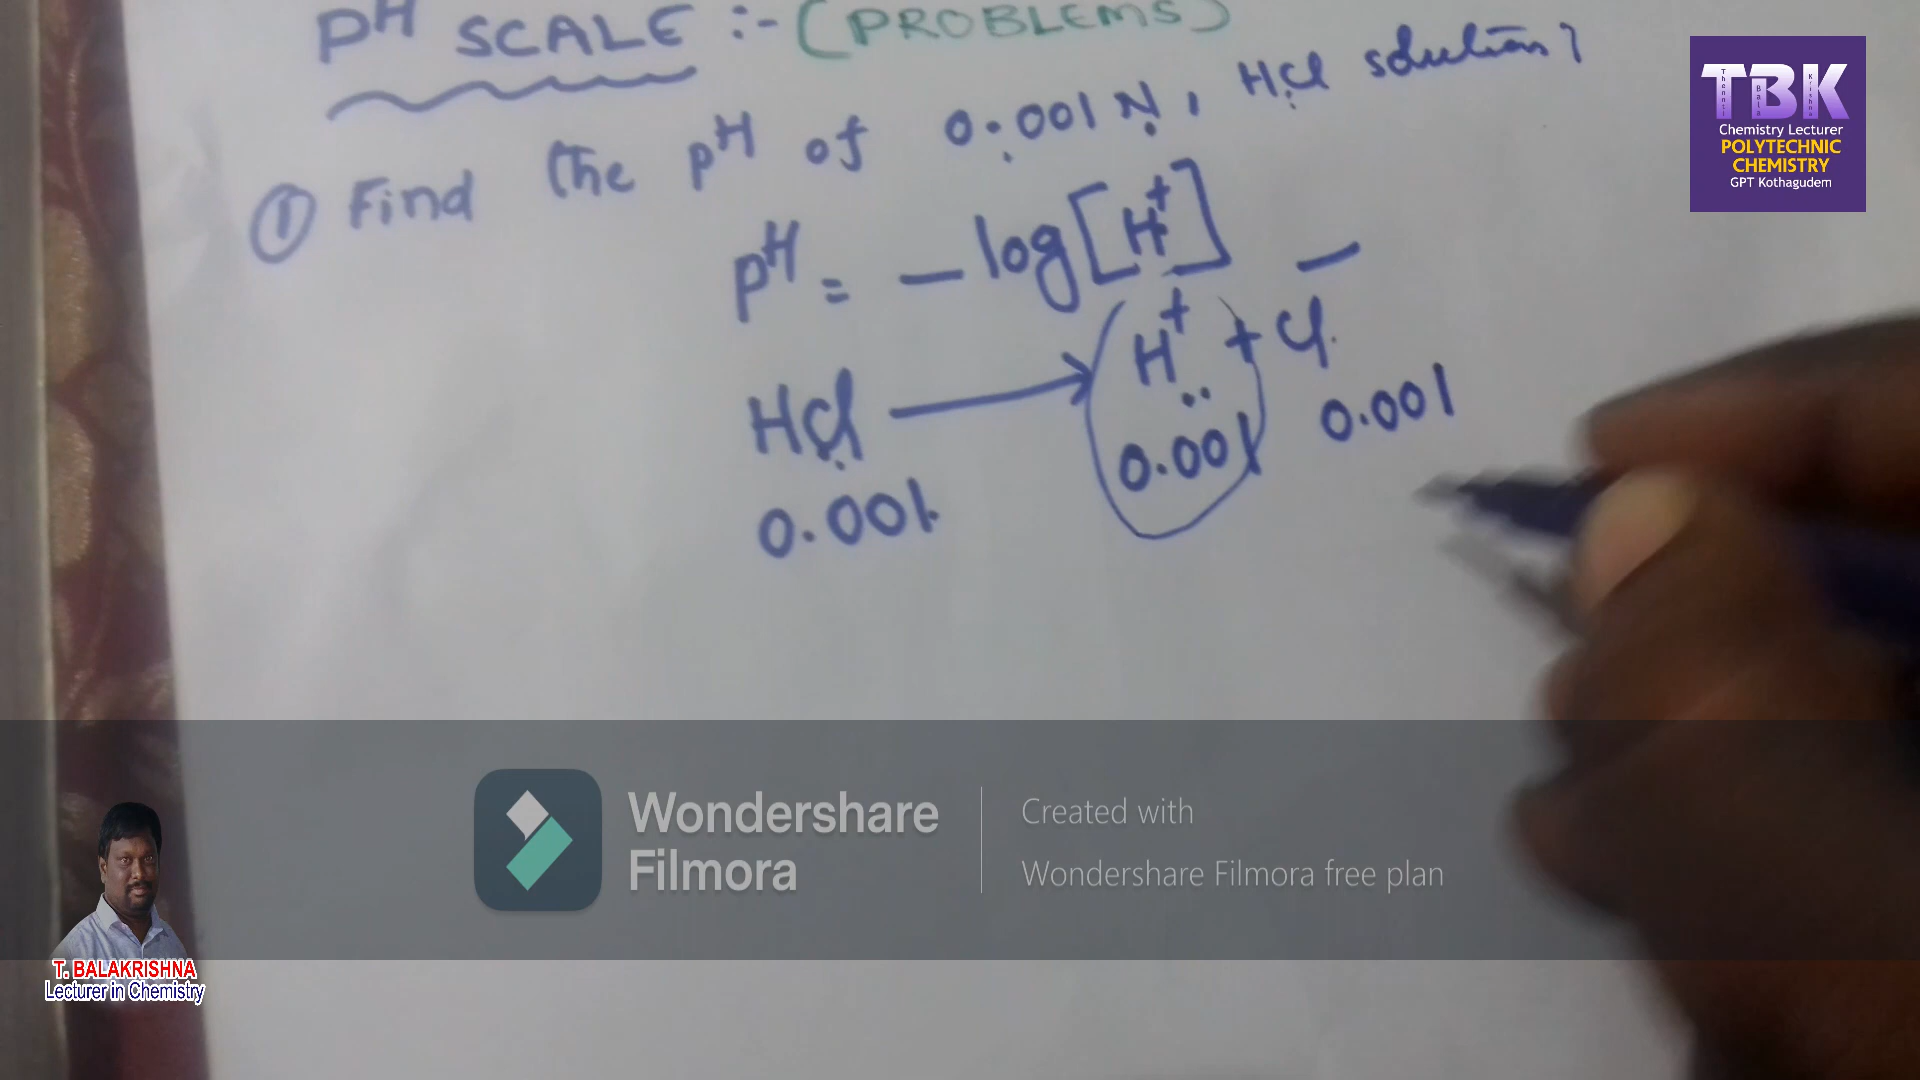 PH SCALE :- (PROBLEMS)
① Find the PH of 0.001 N, HCl solution?
PH = - log [H+]
HCl → H+ + Cl-
0.001 0.001 0.001
TBK
Chemistry Lecturer
POLYTECHNIC
CHEMISTRY
GPT Kothagudem
Wondershare
Filmora
Created with
Wondershare Filmora free plan
T. BALAKRISHNA
Lecturer in Chemistry